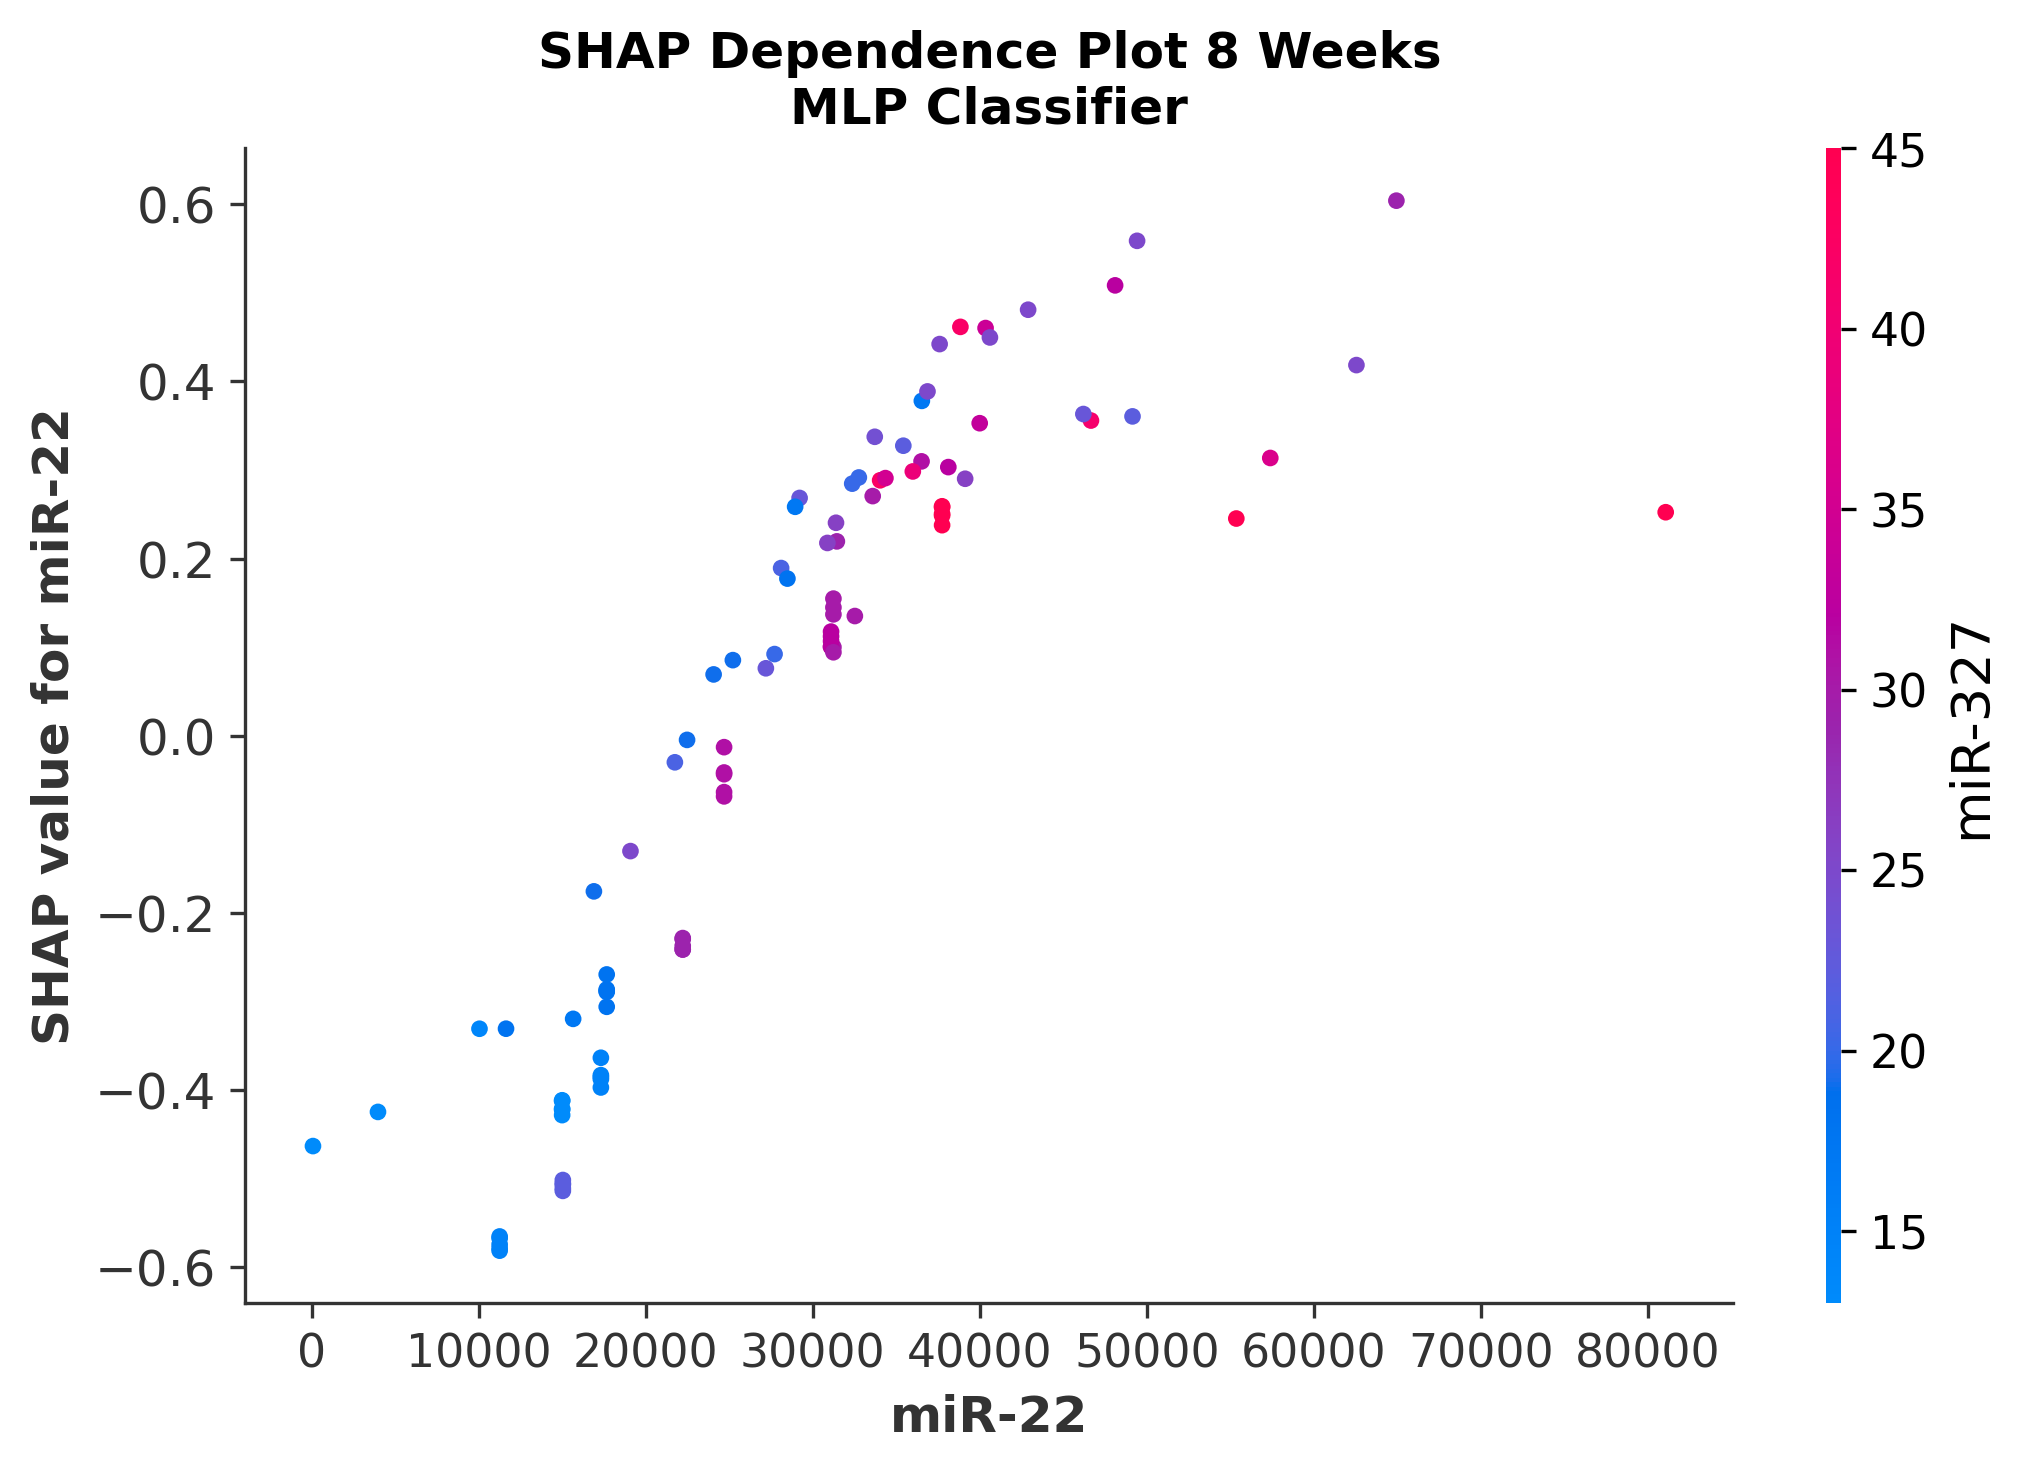 SHAP Dependence Plot 8 Weeks
MLP Classifier
SHAP value for miR-22
0.6
0.4
0.2
0.0
−0.2
−0.4
−0.6
0 10000 20000 30000 40000 50000 60000 70000 80000
miR-22
45
40
35
30
25
20
15
miR-327